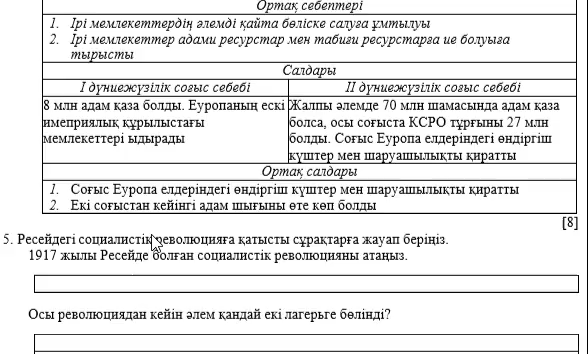 Ортақ себептері
1. Ірі мемлекеттердің әлемді қайта бөліске салуға ұмтылуы
2. Ірі мемлекеттер адами ресурстар мен табиғи ресурстарға ие болуыға
тырысты
Салдары
І дүниежүзілік соғыс себебі
ІІ дүниежүзілік соғыс себебі
8 млн адам қаза болды. Еуропаның ескі
имеприялық құрылыстағы
мемлекеттері ыдырады
Жалпы әлемде 70 млн шамасында адам қаза
болса, осы соғыста КСРО тұрғыны 27 млн
болды. Соғыс Еуропа елдеріндегі өндіргіш
күштер мен шаруашылықты қиратты
Ортақ салдары
1. Соғыс Еуропа елдеріндегі өндіргіш күштер мен шаруашылықты қиратты
2. Екі соғыстан кейінгі адам шығыны өте көп болды
[8]
5. Ресейдегі социалистік революцияға қатысты сұрақтарға жауап беріңіз.
1917 жылы Ресейде болған социалистік революцияны атаңыз.
Осы революциядан кейін әлем қандай екі лагерьге бөлінді?